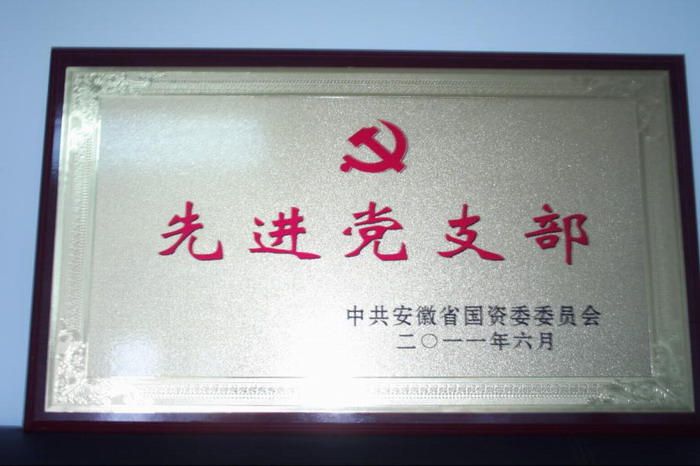 先进党支部
中共安徽省国资委委员会
二〇一一年六月